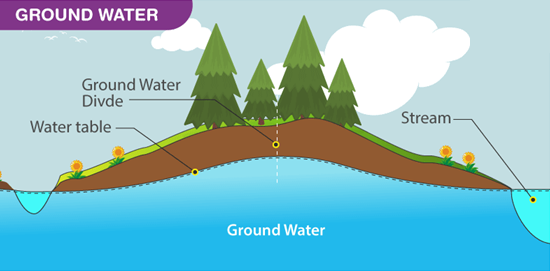 GROUND WATER
Ground Water
Divde
Water table
Stream
Ground Water